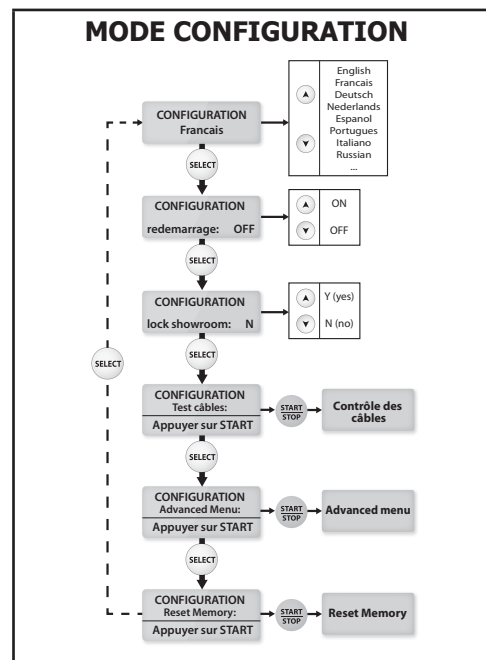 MODE CONFIGURATION
CONFIGURATION
Francais
English
Francais
Deutsch
Nederlands
Espanol
Portugues
Italiano
Russian
...
SELECT
CONFIGURATION
redemarrage: OFF
ON
OFF
SELECT
CONFIGURATION
lock showroom: N
Y (yes)
N (no)
SELECT
SELECT
CONFIGURATION
Test câbles:
Appuyer sur START
START
STOP
Contrôle des
câbles
SELECT
CONFIGURATION
Advanced Menu:
Appuyer sur START
START
STOP
Advanced menu
SELECT
CONFIGURATION
Reset Memory:
Appuyer sur START
START
STOP
Reset Memory